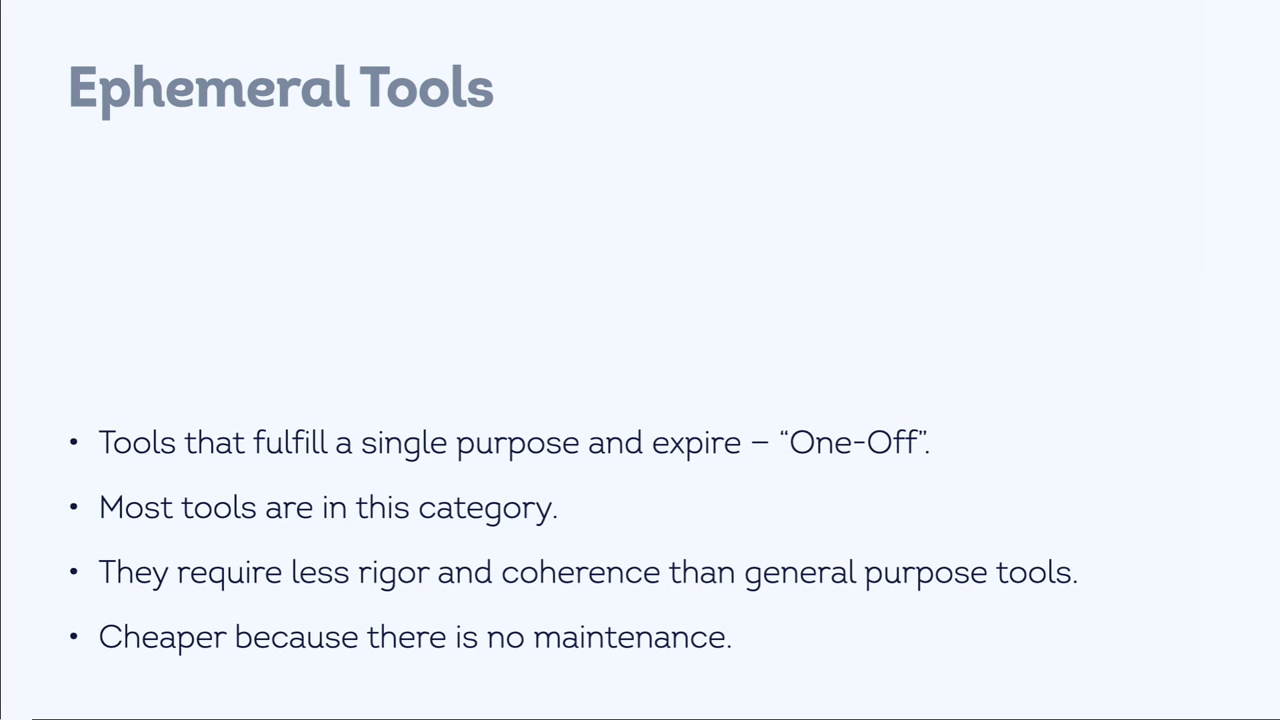 Ephemeral Tools
• Tools that fulfill a single purpose and expire – “One-Off”.
• Most tools are in this category.
• They require less rigor and coherence than general purpose tools.
• Cheaper because there is no maintenance.